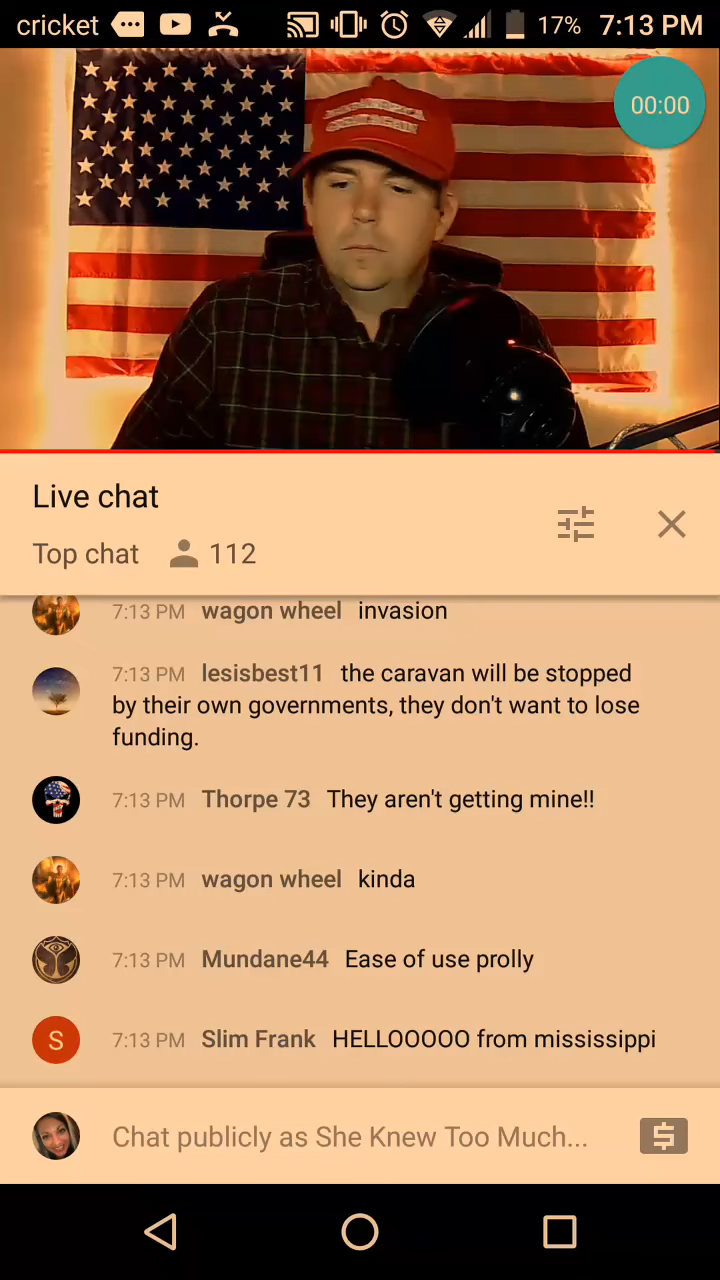 cricket 17% 7:13 PM
00:00
Live chat
Top chat 112
7:13 PM wagon wheel invasion
7:13 PM lesisbest11 the caravan will be stopped
by their own governments, they don't want to lose
funding.
7:13 PM Thorpe 73 They aren't getting mine!!
7:13 PM wagon wheel kinda
7:13 PM Mundane44 Ease of use prolly
S 7:13 PM Slim Frank HELLOOOOO from mississippi
Chat publicly as She Knew Too Much...